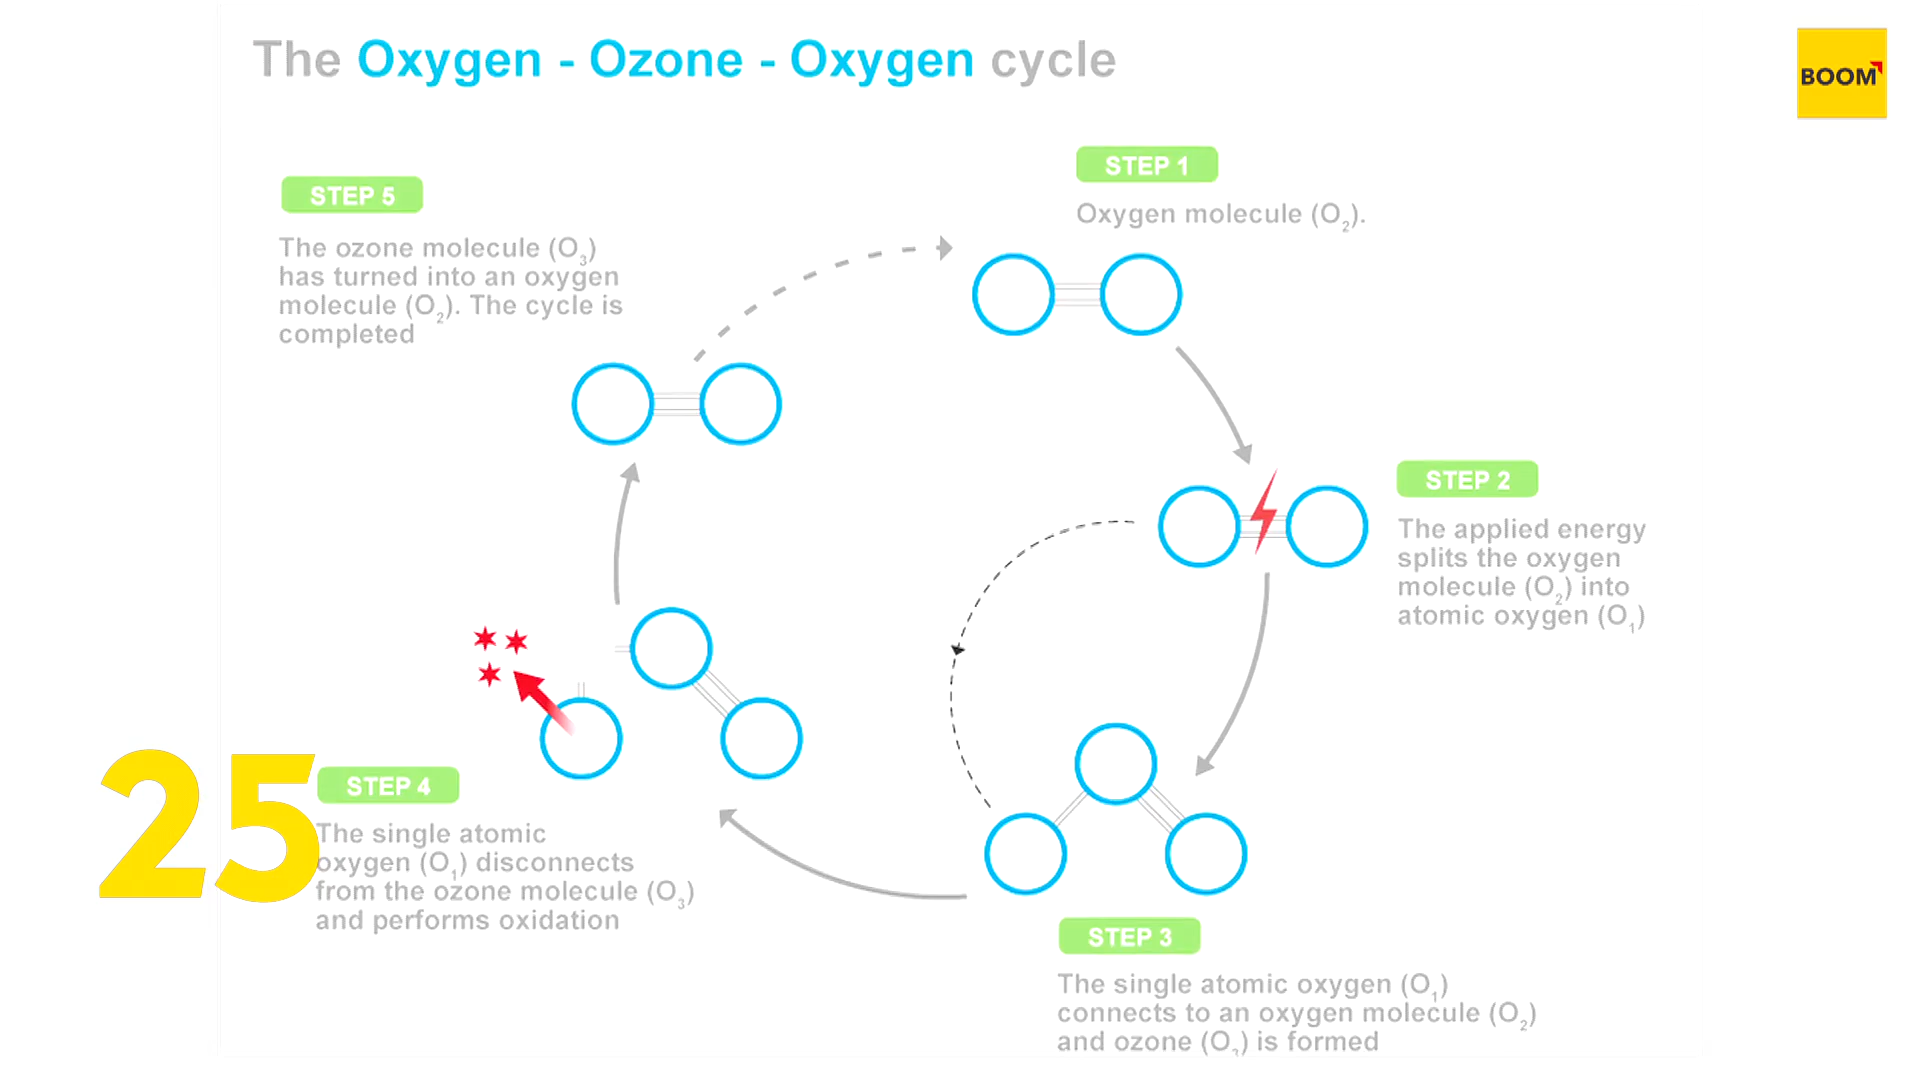 The Oxygen - Ozone - Oxygen cycle
BOOM
STEP 1
Oxygen molecule (O₂).
STEP 2
The applied energy
splits the oxygen
molecule (O₂) into
atomic oxygen (O₁)
STEP 3
The single atomic oxygen (O₁)
connects to an oxygen molecule (O₂)
and ozone (O₃) is formed
STEP 4
The single atomic
oxygen (O₁) disconnects
from the ozone molecule (O₃)
and performs oxidation
STEP 5
The ozone molecule (O₃)
has turned into an oxygen
molecule (O₂). The cycle is
completed
25